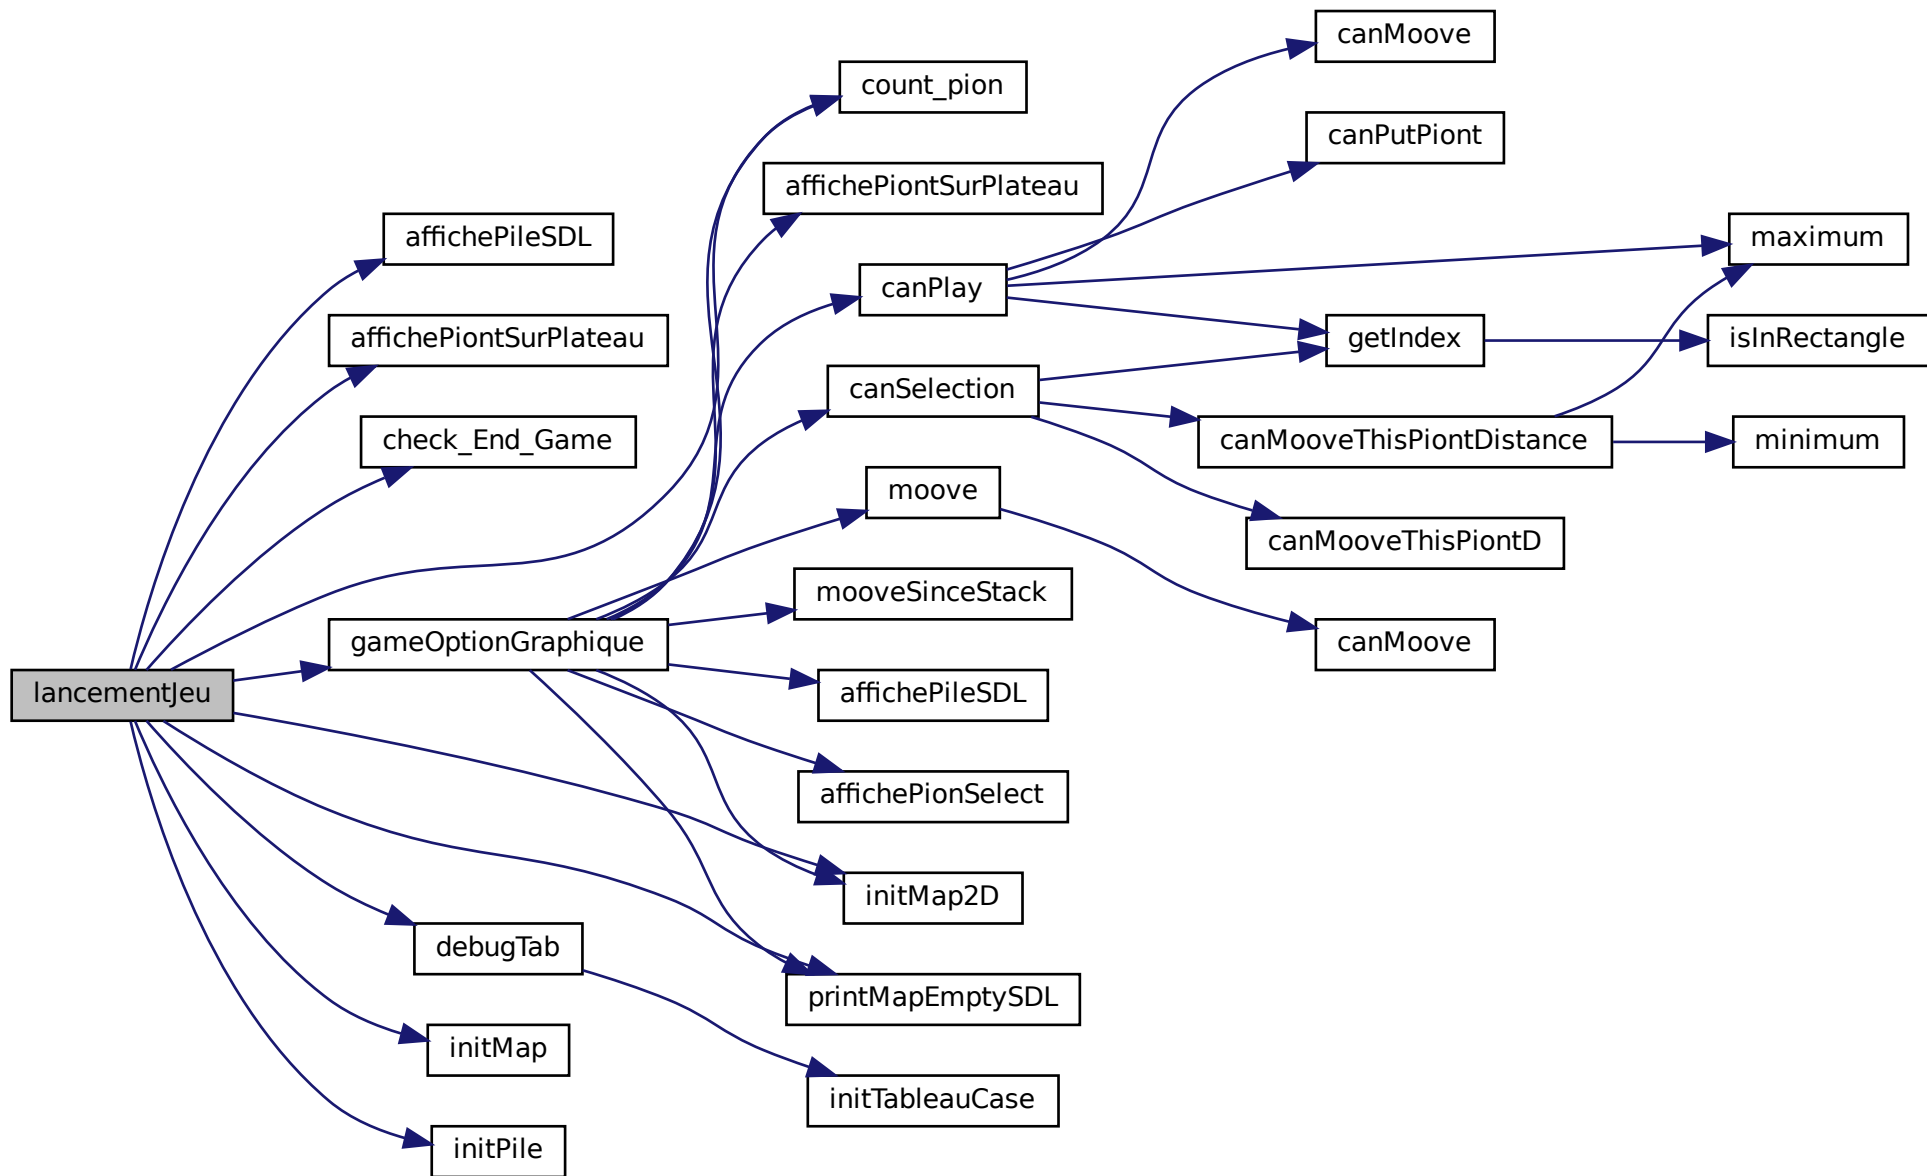 canMoove
count_pion
canPutPiont
affichePiontSurPlateau
affichePileSDL
maximum
canPlay
affichePiontSurPlateau
getIndex
isInRectangle
canSelection
check_End_Game
canMooveThisPiontDistance
minimum
moove
canMooveThisPiontD
mooveSinceStack
gameOptionGraphique
canMoove
lancementJeu
affichePileSDL
affichePionSelect
initMap2D
debugTab
printMapEmptySDL
initMap
initTableauCase
initPile